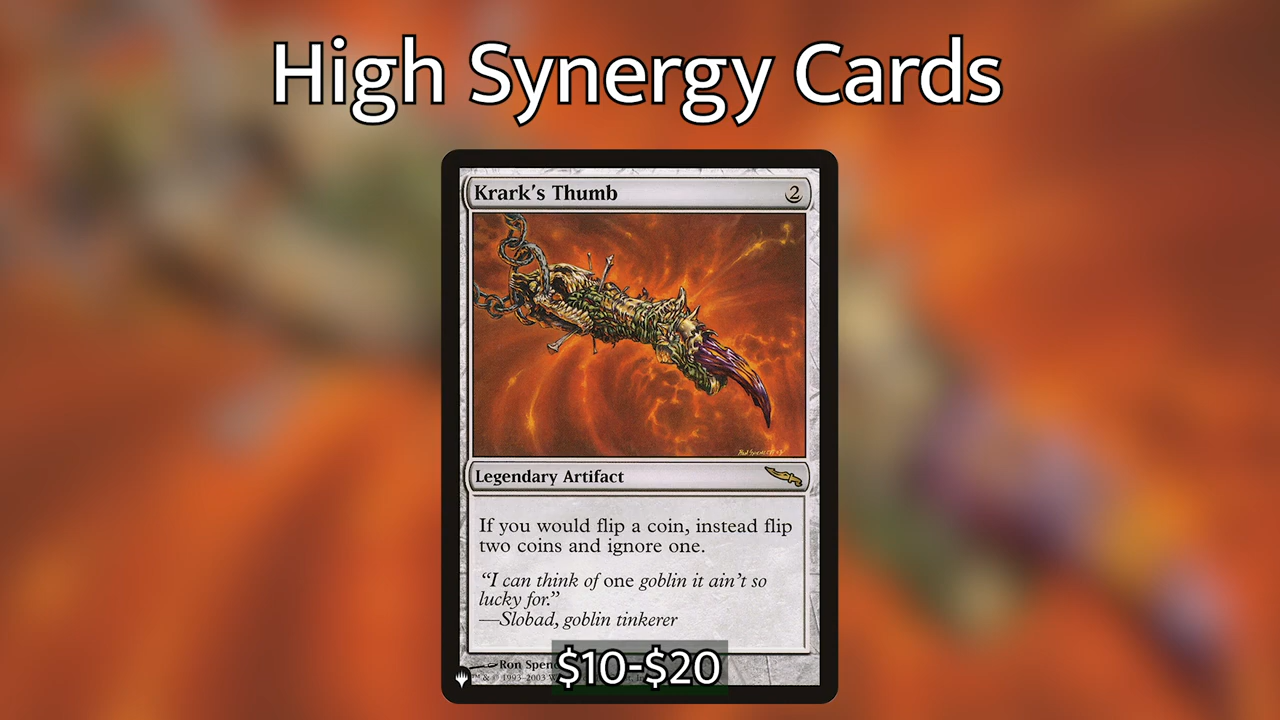 High Synergy Cards
Krark's Thumb
2
Legendary Artifact
If you would flip a coin, instead flip
two coins and ignore one.
"I can think of one goblin it ain't so
lucky for."
—Slobad, goblin tinkerer
$10-$20